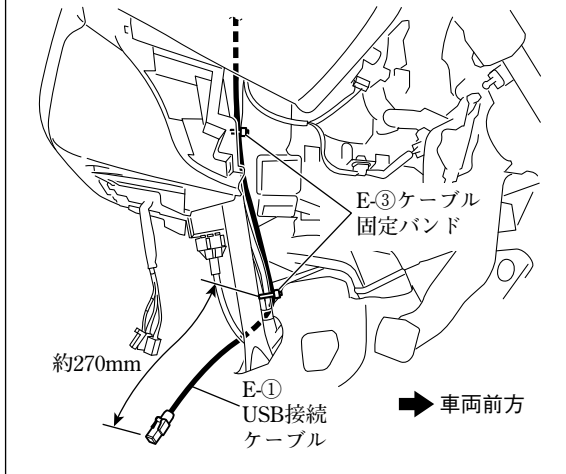 E-③ケーブル
固定バンド
約270mm
E-①
USB接続
ケーブル
車両前方